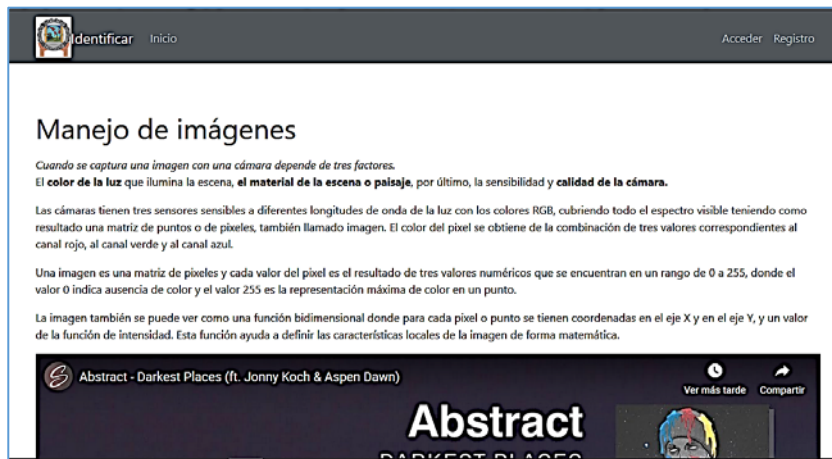 Identificar Inicio Acceder Registro
Manejo de imágenes
Cuando se captura una imagen con una cámara depende de tres factores.
El color de la luz que ilumina la escena, el material de la escena o paisaje, por último, la sensibilidad y calidad de la cámara.
Las cámaras tienen tres sensores sensibles a diferentes longitudes de onda de la luz con los colores RGB, cubriendo todo el espectro visible teniendo como
resultado una matriz de puntos o de pixeles, también llamado imagen. El color del pixel se obtiene de la combinación de tres valores correspondientes al
canal rojo, al canal verde y al canal azul.
Una imagen es una matriz de pixeles y cada valor del pixel es el resultado de tres valores numéricos que se encuentran en un rango de 0 a 255, donde el
valor 0 indica ausencia de color y el valor 255 es la representación máxima de color en un punto.
La imagen también se puede ver como una función bidimensional donde para cada pixel o punto se tienen coordenadas en el eje X y en el eje Y, y un valor
de la función de intensidad. Esta función ayuda a definir las características locales de la imagen de forma matemática.
Abstract - Darkest Places (ft. Jonny Koch & Aspen Dawn)
Ver más tarde Compartir
Abstract
DARKEST PLACES